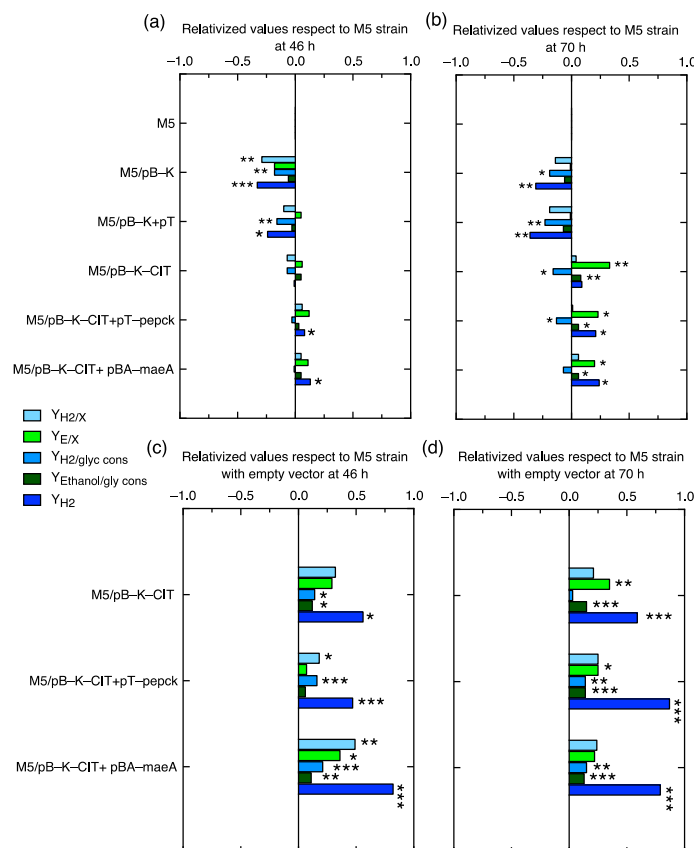 (a)
Relativized values respect to M5 strain
at 46 h
−1.0 −0.5 0.0 0.5 1.0
(b)
Relativized values respect to M5 strain
at 70 h
−1.0 −0.5 0.0 0.5 1.0
M5
M5/pB–K
**
**
***
*
**
M5/pB–K+pT
**
*
**
**
M5/pB–K–CIT
**
*
**
M5/pB–K–CIT+pT–pepck
*
*
*
*
*
M5/pB–K–CIT+ pBA–maeA
*
*
*
*
YH2/X
YE/X
YH2/glyc cons
YEthanol/gly cons
YH2
(c)
Relativized values respect to M5 strain
with empty vector at 46 h
−1.0 −0.5 0.0 0.5 1.0
(d)
Relativized values respect to M5 strain
with empty vector at 70 h
−1.0 −0.5 0.0 0.5 1.0
M5/pB–K–CIT
*
*
*
**
***
***
M5/pB–K–CIT+pT–pepck
*
***
***
*
**
***
***
M5/pB–K–CIT+ pBA–maeA
**
*
***
**
***
**
***
***